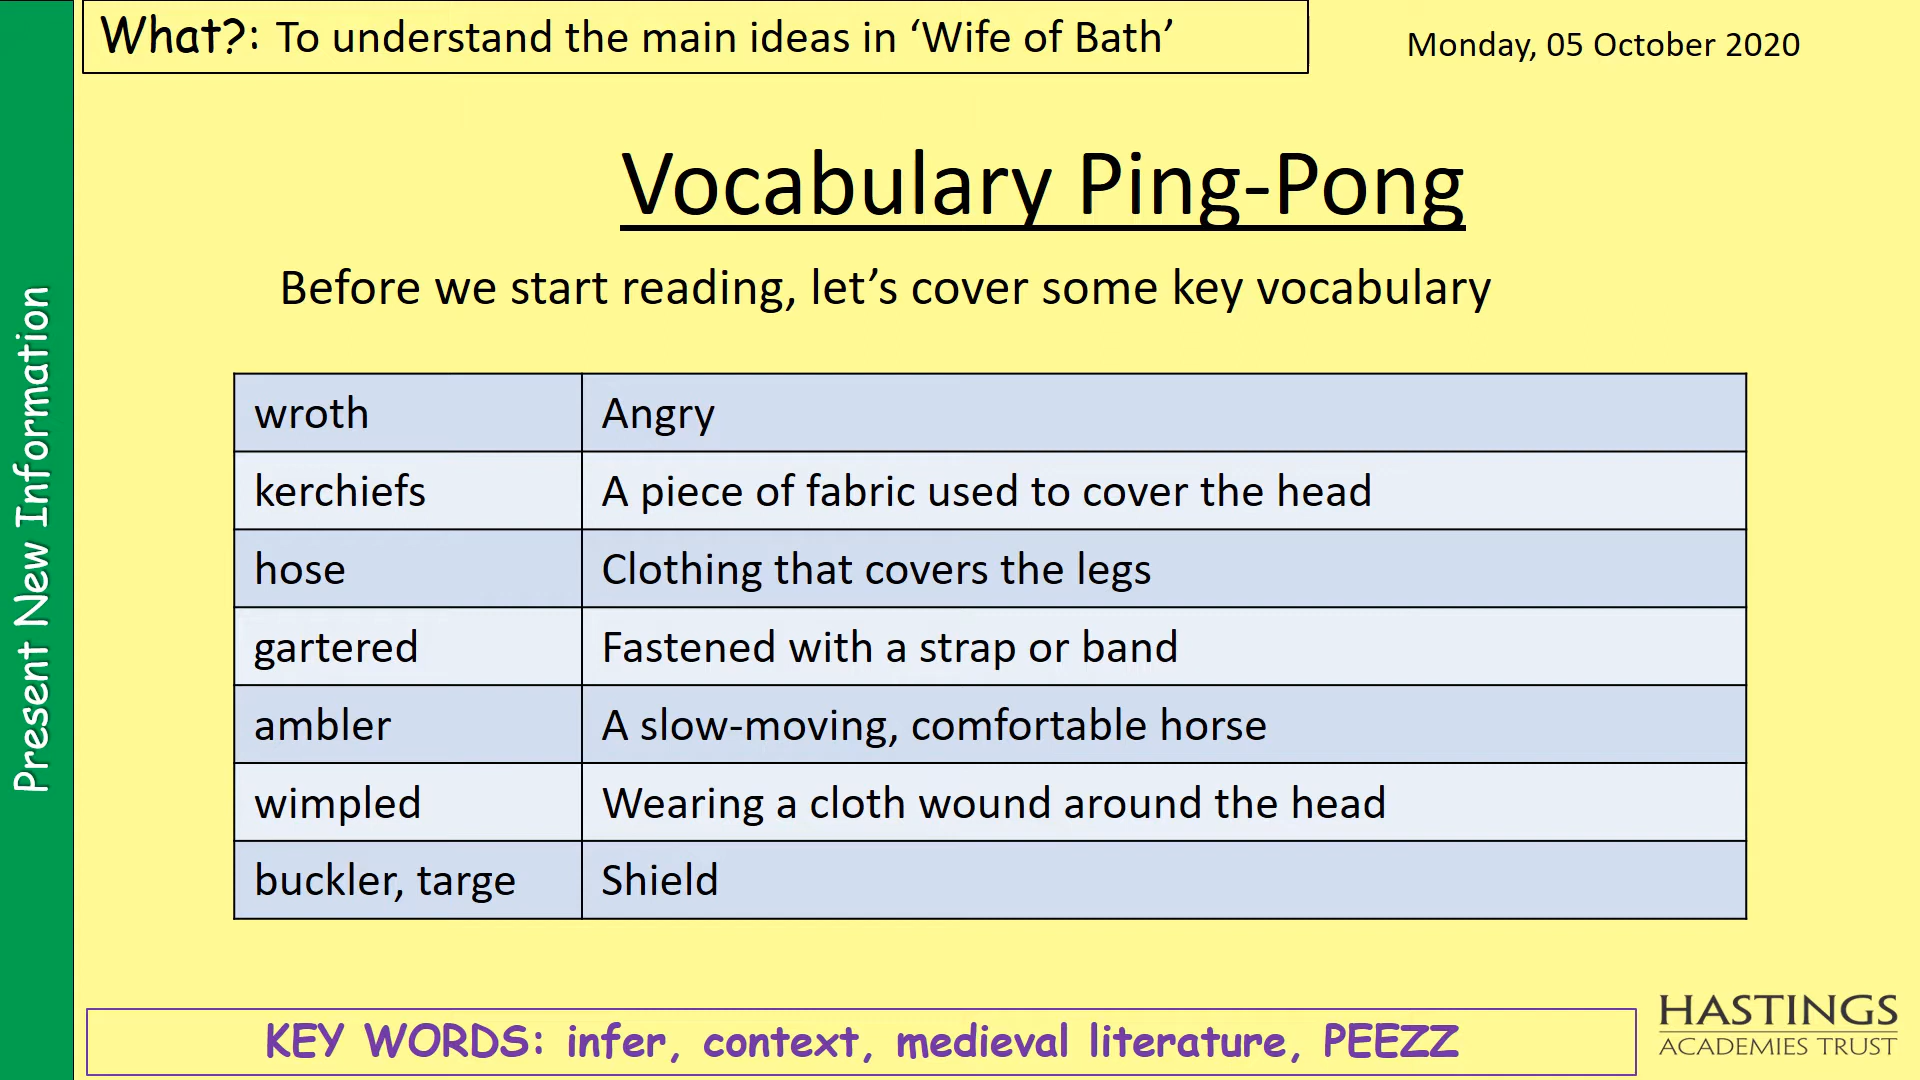 What?: To understand the main ideas in ‘Wife of Bath’
Monday, 05 October 2020
Present New Information
Vocabulary Ping-Pong
Before we start reading, let’s cover some key vocabulary
wroth Angry
kerchiefs A piece of fabric used to cover the head
hose Clothing that covers the legs
gartered Fastened with a strap or band
ambler A slow-moving, comfortable horse
wimpled Wearing a cloth wound around the head
buckler, targe Shield
KEY WORDS: infer, context, medieval literature, PEEZZ
HASTINGS
ACADEMIES TRUST